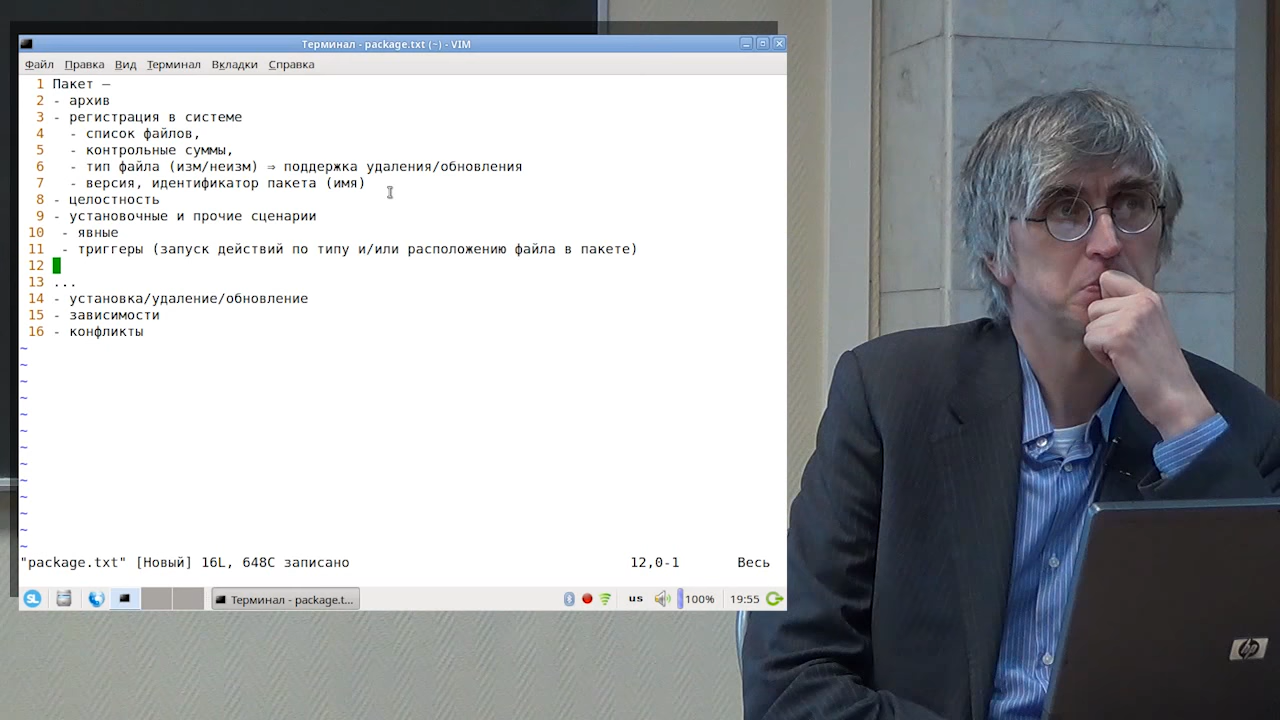 Терминал - package.txt (~) - VIM
Файл Правка Вид Терминал Вкладки Справка
1 Пакет —
2 - архив
3 - регистрация в системе
4 - список файлов,
5 - контрольные суммы,
6 - тип файла (изм/неизм) ⇒ поддержка удаления/обновления
7 - версия, идентификатор пакета (имя)
8 - целостность
9 - установочные и прочие сценарии
10 - явные
11 - триггеры (запуск действий по типу и/или расположению файла в пакете)
12
13 ...
14 - установка/удаление/обновление
15 - зависимости
16 - конфликты
~
~
~
~
~
~
~
~
~
~
~
~
~
"package.txt" [Новый] 16L, 648C записано 12,0-1 Весь
SL Терминал - package.t... us 100% 19:55
hp